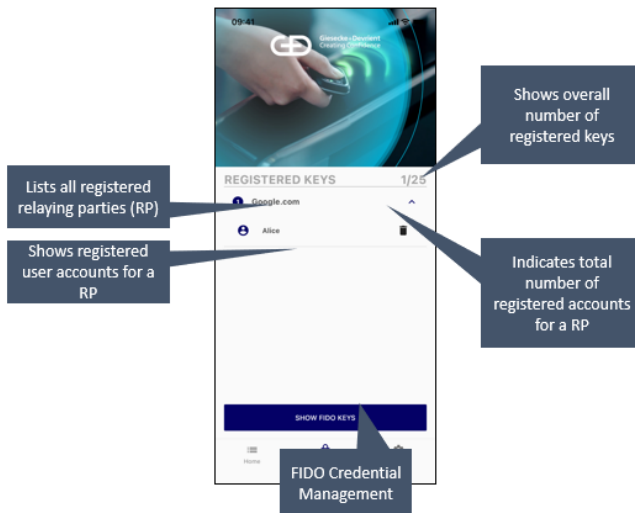 09:41
Giesecke+Devrient
Creating Confidence
Shows overall
number of
registered keys
REGISTERED KEYS 1/25
Lists all registered
relaying parties (RP)
1 Google.com
Alice
Shows registered
user accounts for a
RP
Indicates total
number of
registered accounts
for a RP
SHOW FIDO KEYS
Home
FIDO Credential
Management